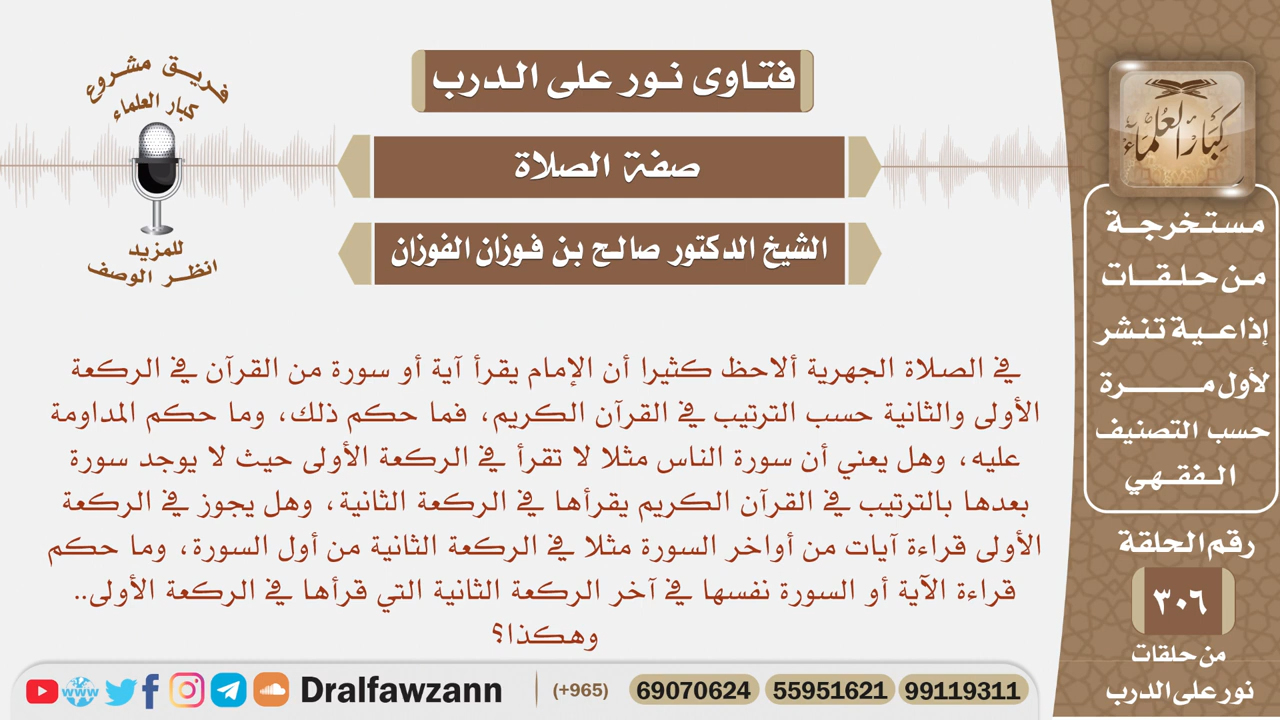 فتاوى نور على الدرب
صفة الصلاة
الشيخ الدكتور صالح بن فوزان الفوزان
فريق مشروع
كبار العلماء
للمزيد
انظر الوصف
في الصلاة الجهرية ألاحظ كثيرا أن الإمام يقرأ آية أو سورة من القرآن في الركعة
الأولى والثانية حسب الترتيب في القرآن الكريم، فما حكم ذلك، وما حكم المداومة
عليه، وهل يعني أن سورة الناس مثلا لا تقرأ في الركعة الأولى حيث لا يوجد سورة
بعدها بالترتيب في القرآن الكريم يقرأها في الركعة الثانية، وهل يجوز في الركعة
الأولى قراءة آيات من أواخر السورة مثلا في الركعة الثانية من أول السورة، وما حكم
قراءة الآية أو السورة نفسها في آخر الركعة الثانية التي قرأها في الركعة الأولى..
وهكذا؟
كبار العلماء
مستخرجة
من حلقات
إذاعية تنشر
لأول مرة
حسب التصنيف
الفقهي
رقم الحلقة
٣٠٦
من حلقات
نور على الدرب
www
Dralfawzann
(+965)
69070624
55951621
99119311